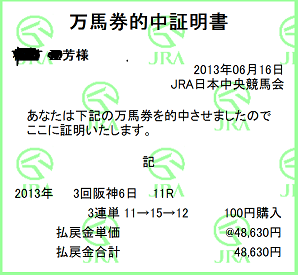 万馬券的中証明書
芳様
2013年06月16日
JRA日本中央競馬会
あなたは下記の万馬券を的中させましたので
ここに証明いたします。
記
2013年 3回阪神6日 11R
3連単 11→15→12 100円購入
払戻金単価 @48,630円
払戻金合計 48,630円
JRA
JRA
JRA
JRA
JRA
JRA
JRA
JRA